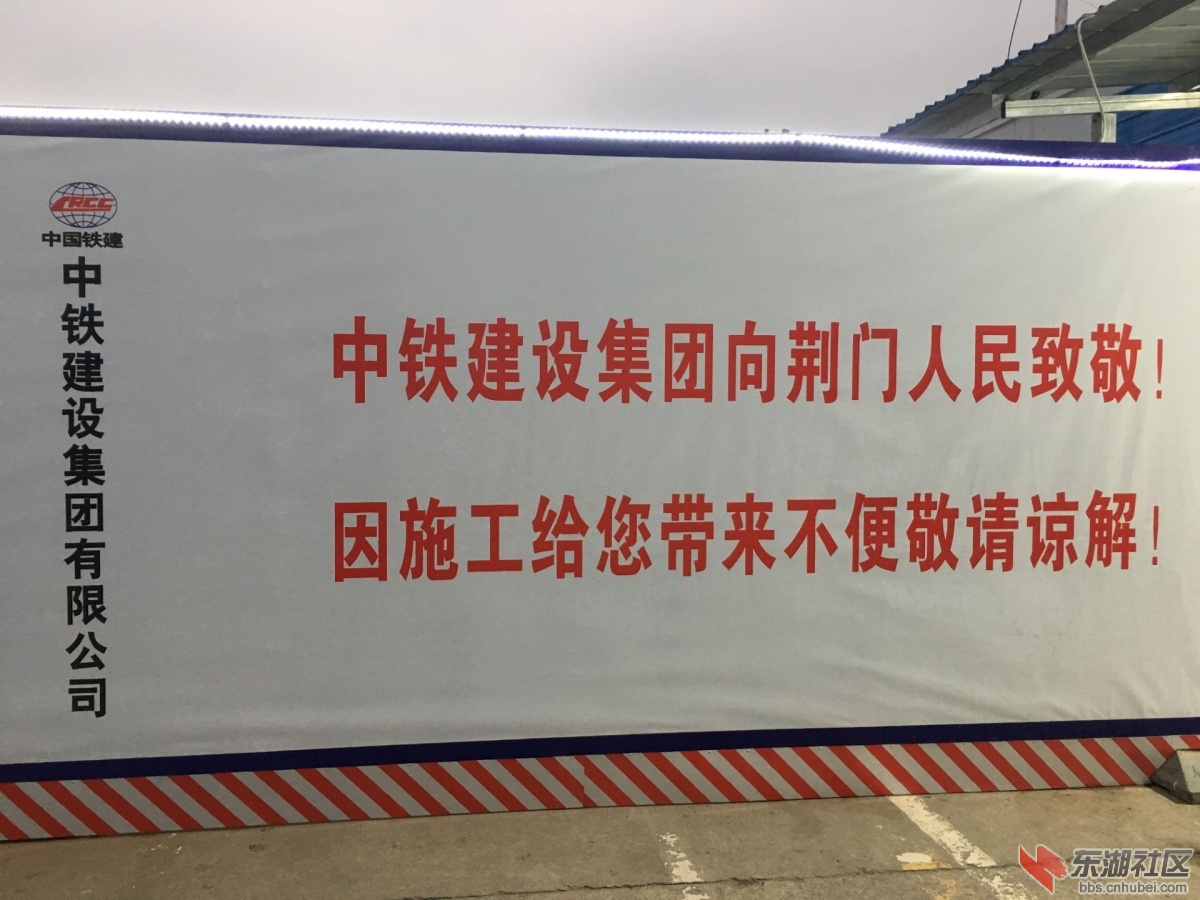 CRCC
中国铁建
中铁建设集团有限公司
中铁建设集团向荆门人民致敬！
因施工给您带来不便敬请谅解！
东湖社区
bbs.cnhubei.com